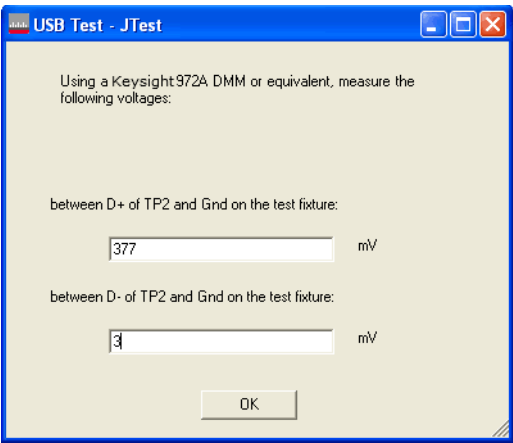 USB Test - JTest
Using a Keysight 972A DMM or equivalent, measure the
following voltages:
between D+ of TP2 and Gnd on the test fixture:
377 mV
between D- of TP2 and Gnd on the test fixture:
3 mV
OK